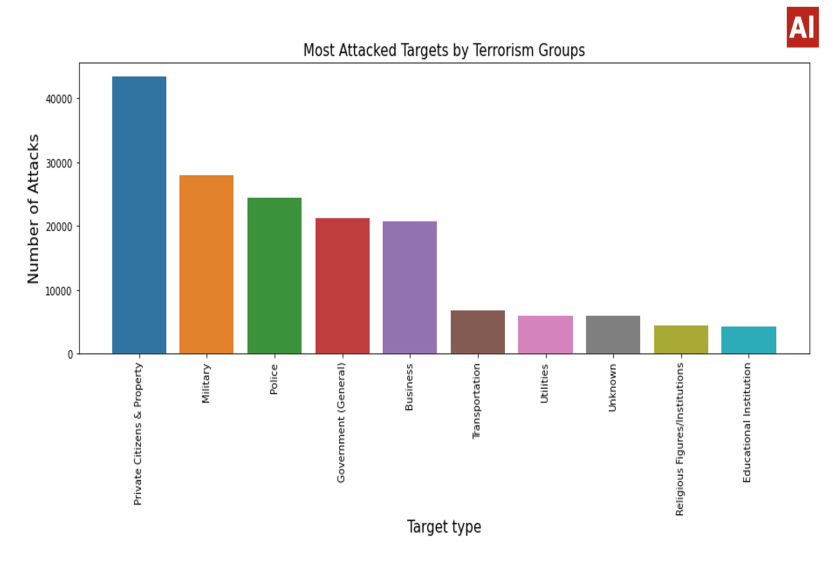 AI
Most Attacked Targets by Terrorism Groups
Number of Attacks
40000
30000
20000
10000
0
Private Citizens & Property
Military
Police
Government (General)
Business
Transportation
Utilities
Unknown
Religious Figures/Institutions
Educational Institution
Target type